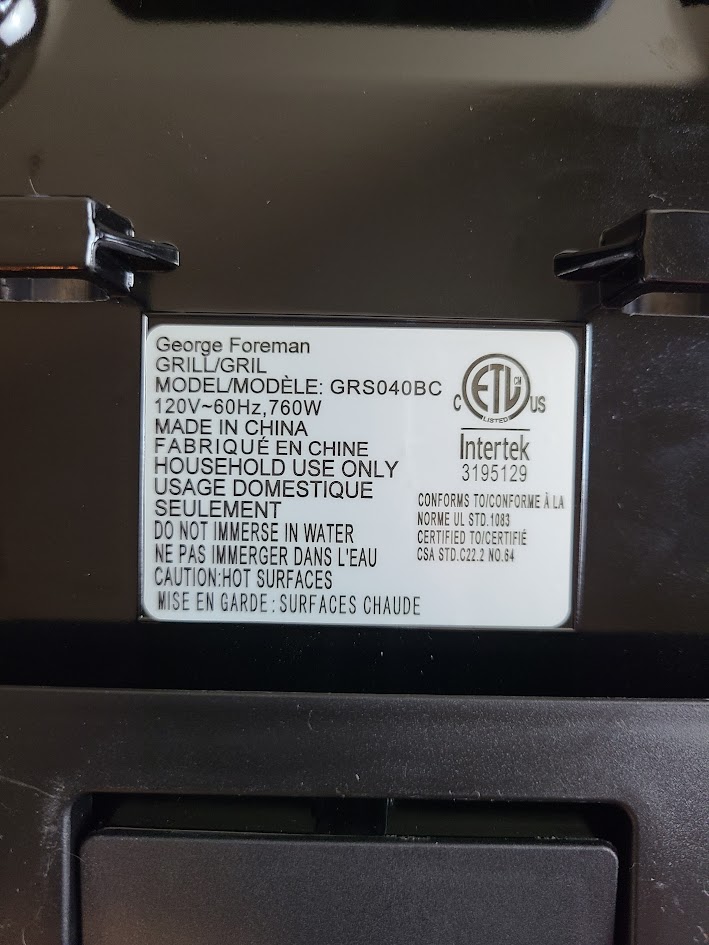 George Foreman
GRILL/GRIL
MODEL/MODÈLE: GRS040BC
120V~60Hz,760W
MADE IN CHINA
FABRIQUÉ EN CHINE
HOUSEHOLD USE ONLY
USAGE DOMESTIQUE
SEULEMENT
DO NOT IMMERSE IN WATER
NE PAS IMMERGER DANS L'EAU
CAUTION:HOT SURFACES
MISE EN GARDE : SURFACES CHAUDE
ETL CM
C US
LISTED
Intertek
3195129
CONFORMS TO/CONFORME À LA
NORME UL STD.1083
CERTIFIED TO/CERTIFIÉ
CSA STD.C22.2 NO.64